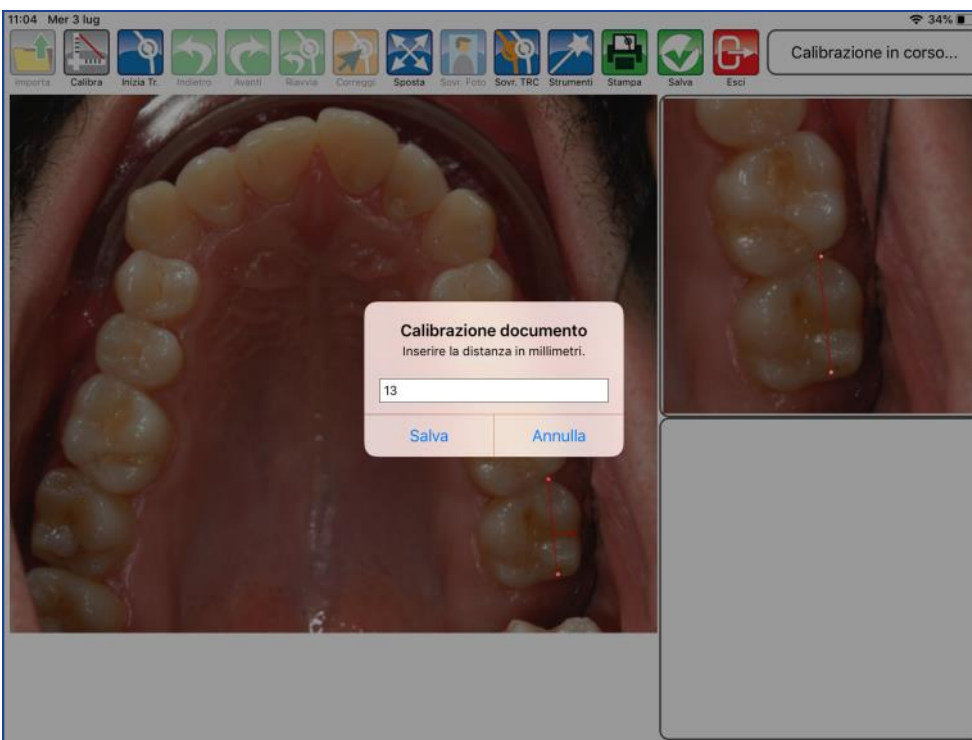 11:04 Mer 3 lug 34%
Importa Calibra Inizia Tr. Indietro Avanti Riavvia Correggi Sposta Sovr. Foto Sovr. TRC Strumenti Stampa Salva Esci
Calibrazione in corso...
Calibrazione documento
Inserire la distanza in millimetri.
13
Salva Annulla